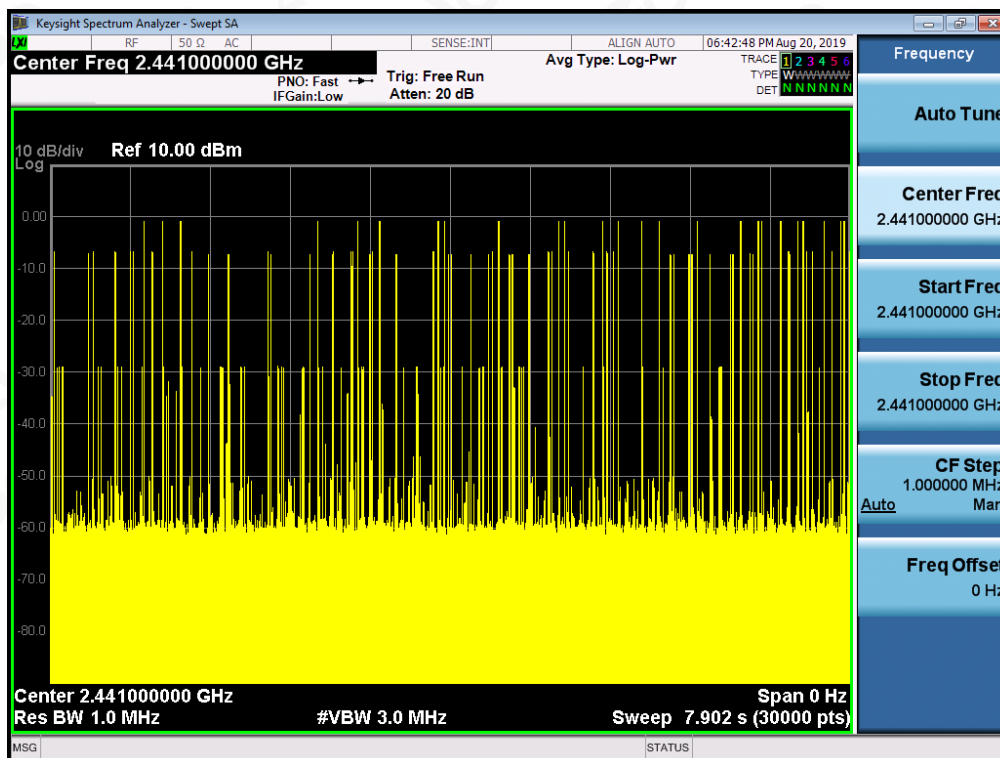 Keysight Spectrum Analyzer - Swept SA
LXI RF 50 Ω AC SENSE:INT ALIGN AUTO 06:42:48 PM Aug 20, 2019
Center Freq 2.441000000 GHz
PNO: Fast
IFGain:Low
Trig: Free Run
Atten: 20 dB
Avg Type: Log-Pwr
TRACE 1 2 3 4 5 6
TYPE WWWWWWW
DET N N N N N N
10 dB/div Ref 10.00 dBm
Log
0.00
-10.0
-20.0
-30.0
-40.0
-50.0
-60.0
-70.0
-80.0
Center 2.441000000 GHz Span 0 Hz
Res BW 1.0 MHz #VBW 3.0 MHz Sweep 7.902 s (30000 pts)
MSG STATUS
Frequency
Auto Tune
Center Freq
2.441000000 GHz
Start Freq
2.441000000 GHz
Stop Freq
2.441000000 GHz
CF Step
1.000000 MHz
Auto Man
Freq Offset
0 Hz